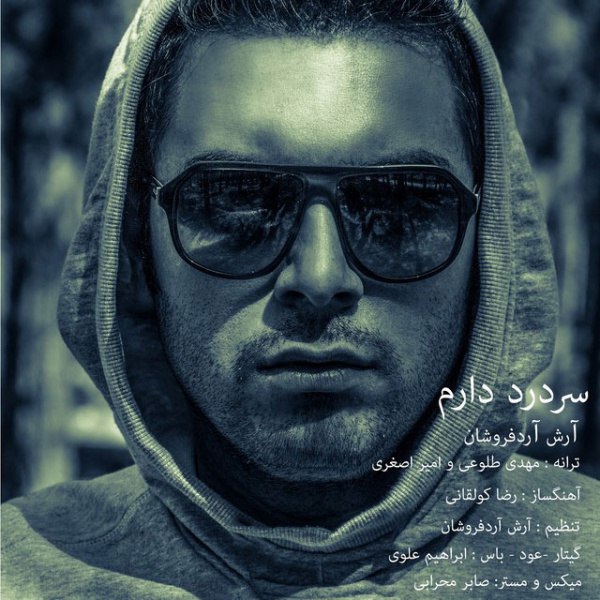 سردرد دارم
آرش آردفروشان
ترانه : مهدی طلوعی و امیر اصغری
آهنگساز : رضا کولقانی
تنظیم : آرش آردفروشان
گیتار -عود - باس : ابراهیم علوی
میکس و مستر: صابر محرابی